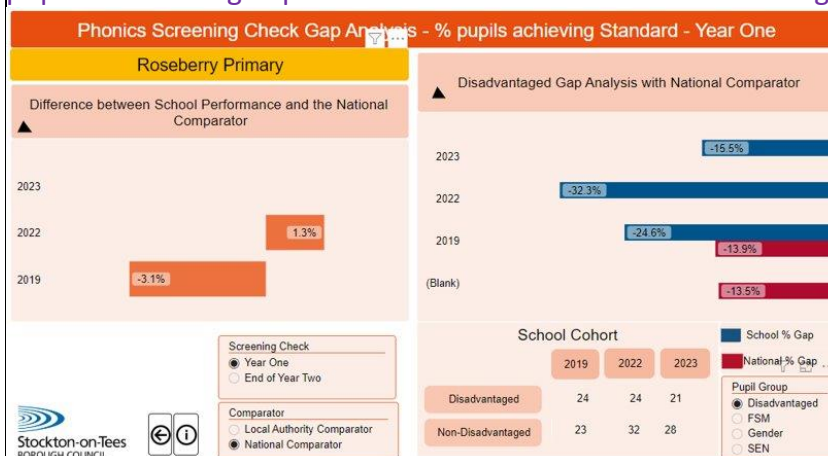 Phonics Screening Check Gap Analysis - % pupils achieving Standard - Year One
Roseberry Primary
Difference between School Performance and the National
Comparator
2023
2022
1.3%
2019
-3.1%
Disadvantaged Gap Analysis with National Comparator
2023
-15.5%
2022
-32.3%
2019
-24.6%
-13.9%
(Blank)
-13.5%
Screening Check
Year One
End of Year Two
Comparator
Local Authority Comparator
National Comparator
Stockton-on-Tees
BOROUGH COUNCIL
School Cohort
2019 2022 2023
Disadvantaged 24 24 21
Non-Disadvantaged 23 32 28
School % Gap
National % Gap
Pupil Group
Disadvantaged
FSM
Gender
SEN